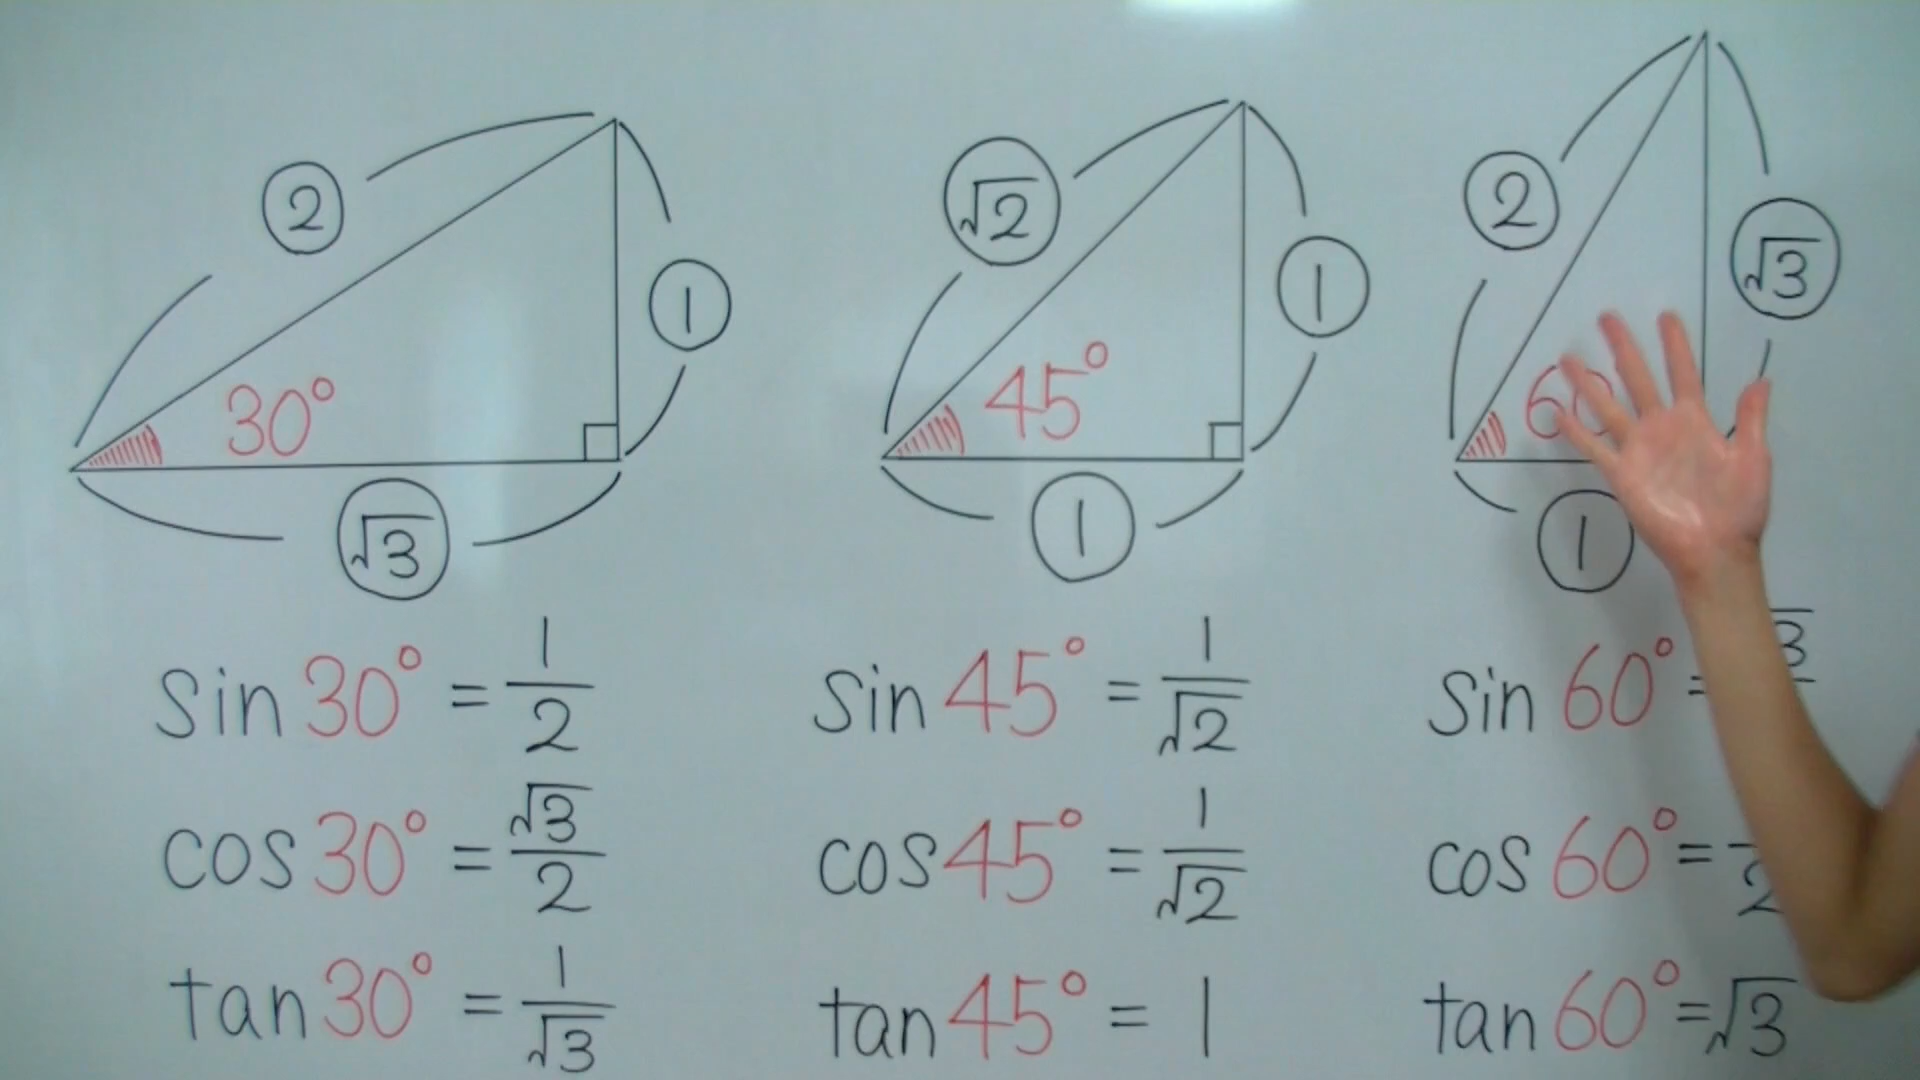 2
1
30°
√3
√2
1
45°
1
2
√3
1
sin 30° = 1/2
cos 30° = √3/2
tan 30° = 1/√3
sin 45° = 1/√2
cos 45° = 1/√2
tan 45° = 1
sin 60° =
cos 60° =
tan 60° = √3